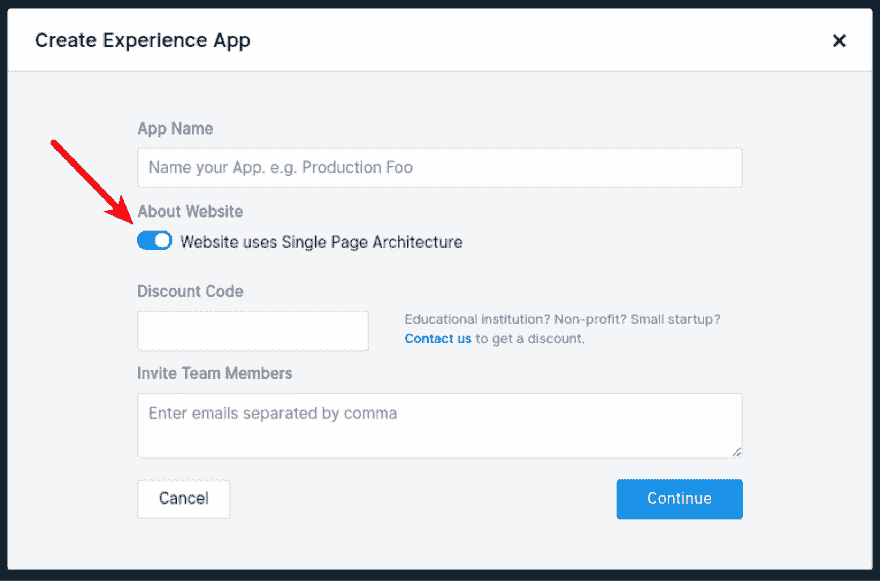 Create Experience App
App Name
Name your App. e.g. Production Foo
About Website
Website uses Single Page Architecture
Discount Code
Educational institution? Non-profit? Small startup?
Contact us to get a discount.
Invite Team Members
Enter emails separated by comma
Cancel
Continue